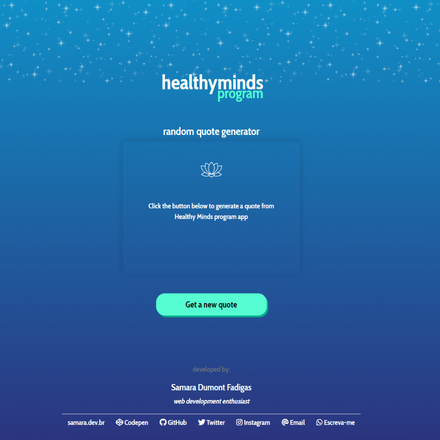 healthyminds
program
random quote generator
Click the button below to generate a quote from
Healthy Minds program app
Get a new quote
developed by:
Samara Dumont Fadigas
web development enthusiast
samara.dev.br Codepen GitHub Twitter Instagram Email Escreva-me